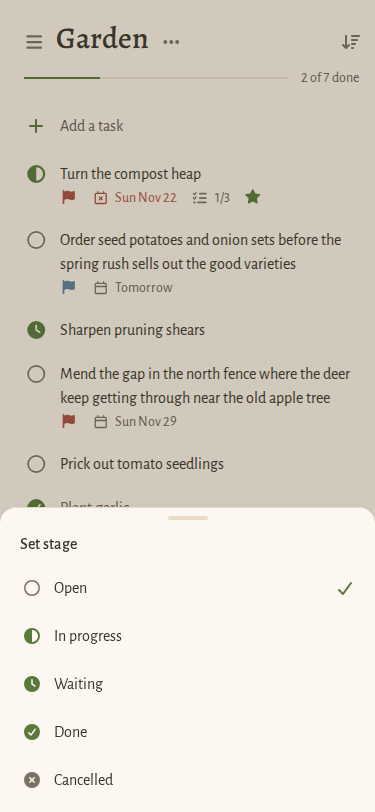 Garden
2 of 7 done
Add a task
Turn the compost heap
Sun Nov 22 1/3
Order seed potatoes and onion sets before the
spring rush sells out the good varieties
Tomorrow
Sharpen pruning shears
Mend the gap in the north fence where the deer
keep getting through near the old apple tree
Sun Nov 29
Prick out tomato seedlings
Plant garlic
Set stage
Open
In progress
Waiting
Done
Cancelled